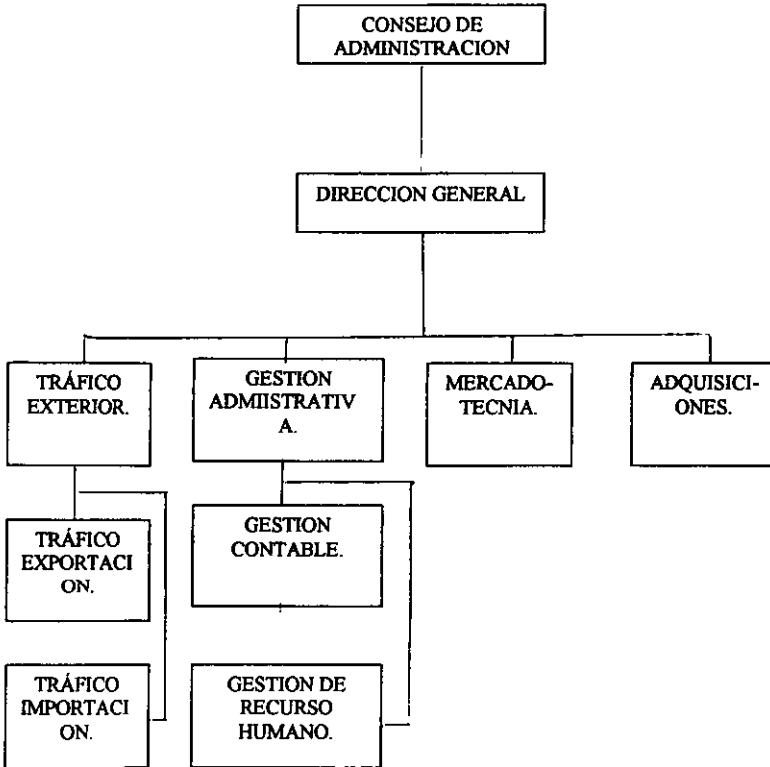 CONSEJO DE
ADMINISTRACION
DIRECCION GENERAL
TRÁFICO
EXTERIOR.
GESTION
ADMIISTRATIV
A.
MERCADO-
TECNIA.
ADQUISICI-
ONES.
TRÁFICO
EXPORTACI
ON.
GESTION
CONTABLE.
TRÁFICO
IMPORTACI
ON.
GESTION DE
RECURSO
HUMANO.